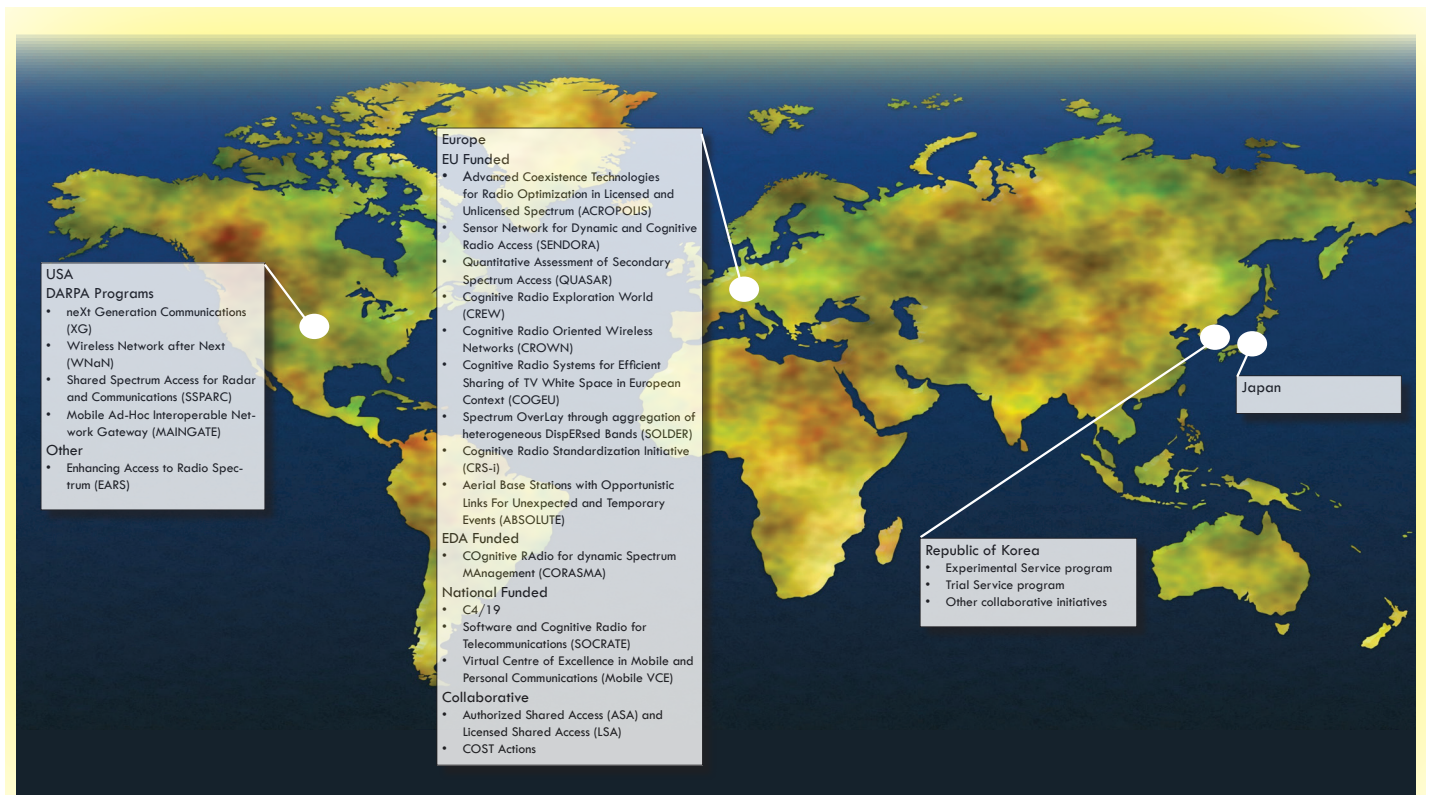 USA
DARPA Programs
• neXt Generation Communications
(XG)
• Wireless Network after Next
(WNaN)
• Shared Spectrum Access for Radar
and Communications (SSPARC)
• Mobile Ad-Hoc Interoperable Net-
work Gateway (MAINGATE)
Other
• Enhancing Access to Radio Spec-
trum (EARS)
Europe
EU Funded
• Advanced Coexistence Technologies
for Radio Optimization in Licensed and
Unlicensed Spectrum (ACROPOLIS)
• Sensor Network for Dynamic and Cognitive
Radio Access (SENDORA)
• Quantitative Assessment of Secondary
Spectrum Access (QUASAR)
• Cognitive Radio Exploration World
(CREW)
• Cognitive Radio Oriented Wireless
Networks (CROWN)
• Cognitive Radio Systems for Efficient
Sharing of TV White Space in European
Context (COGEU)
• Spectrum OverLay through aggregation of
heterogeneous DispERsed Bands (SOLDER)
• Cognitive Radio Standardization Initiative
(CRS-i)
• Aerial Base Stations with Opportunistic
Links For Unexpected and Temporary
Events (ABSOLUTE)
EDA Funded
• COgnitive RAdio for dynamic Spectrum
MAnagement (CORASMA)
National Funded
• C4/19
• Software and Cognitive Radio for
Telecommunications (SOCRATE)
• Virtual Centre of Excellence in Mobile and
Personal Communications (Mobile VCE)
Collaborative
• Authorized Shared Access (ASA) and
Licensed Shared Access (LSA)
• COST Actions
Republic of Korea
• Experimental Service program
• Trial Service program
• Other collaborative initiatives
Japan